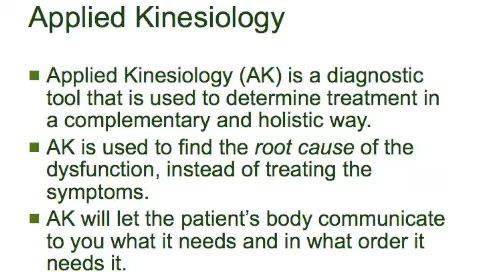 Applied Kinesiology
■ Applied Kinesiology (AK) is a diagnostic
tool that is used to determine treatment in
a complementary and holistic way.
■ AK is used to find the root cause of the
dysfunction, instead of treating the
symptoms.
■ AK will let the patient's body communicate
to you what it needs and in what order it
needs it.